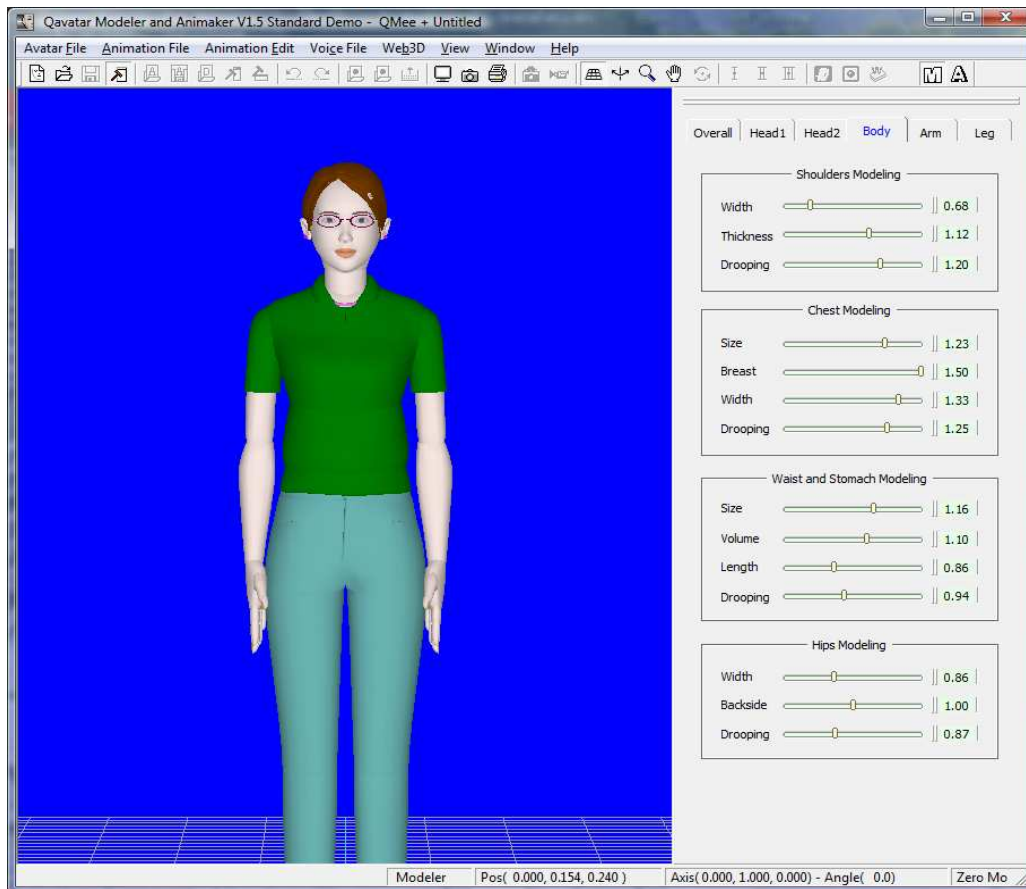 Qavatar Modeler and Animaker V1.5 Standard Demo - QMee + Untitled
Avatar File Animation File Animation Edit Voice File Web3D View Window Help
M A
Overall Head1 Head2 Body Arm Leg
Shoulders Modeling
Width 0.68
Thickness 1.12
Drooping 1.20
Chest Modeling
Size 1.23
Breast 1.50
Width 1.33
Drooping 1.25
Waist and Stomach Modeling
Size 1.16
Volume 1.10
Length 0.86
Drooping 0.94
Hips Modeling
Width 0.86
Backside 1.00
Drooping 0.87
Modeler Pos( 0.000, 0.154, 0.240 ) Axis( 0.000, 1.000, 0.000) - Angle( 0.0) Zero Mo